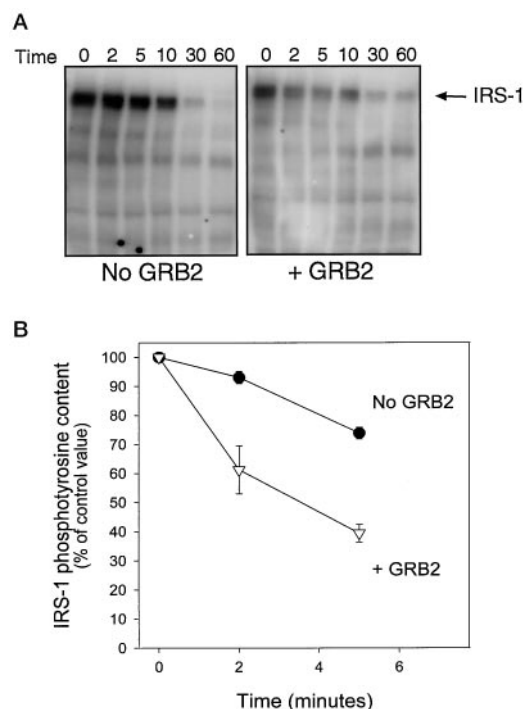 A
Time 0 2 5 10 30 60 0 2 5 10 30 60
IRS-1
No GRB2 + GRB2
B
IRS-1 phosphotyrosine content
(% of control value)
100
90
80
70
60
50
40
30
20
10
0
No GRB2
+ GRB2
0 2 4 6
Time (minutes)